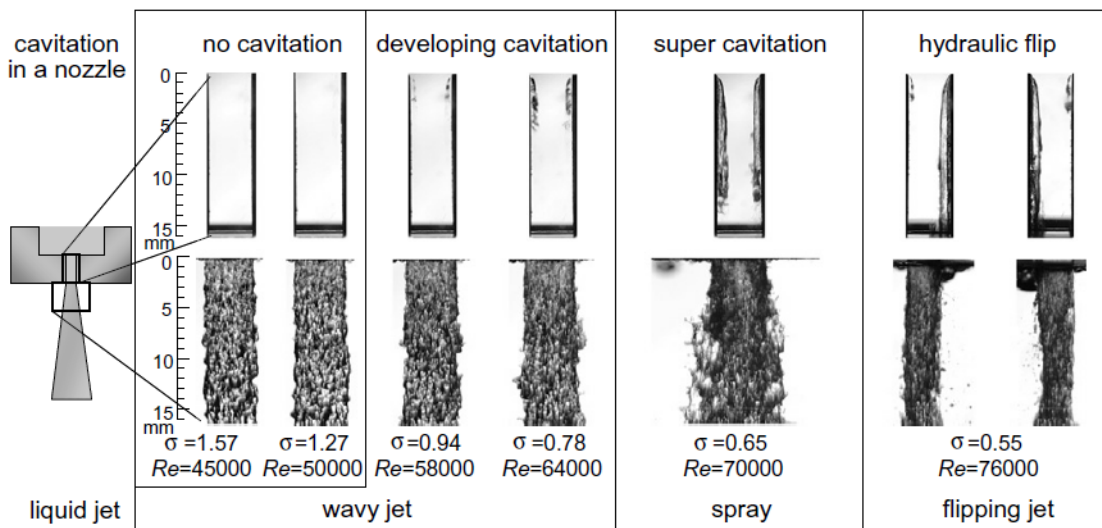 cavitation
in a nozzle
no cavitation
developing cavitation
super cavitation
hydraulic flip
0
5
10
15
mm
0
5
10
15
mm
σ =1.57
Re=45000
σ=1.27
Re=50000
σ =0.94
Re=58000
σ =0.78
Re=64000
σ =0.65
Re=70000
σ =0.55
Re=76000
liquid jet
wavy jet
spray
flipping jet